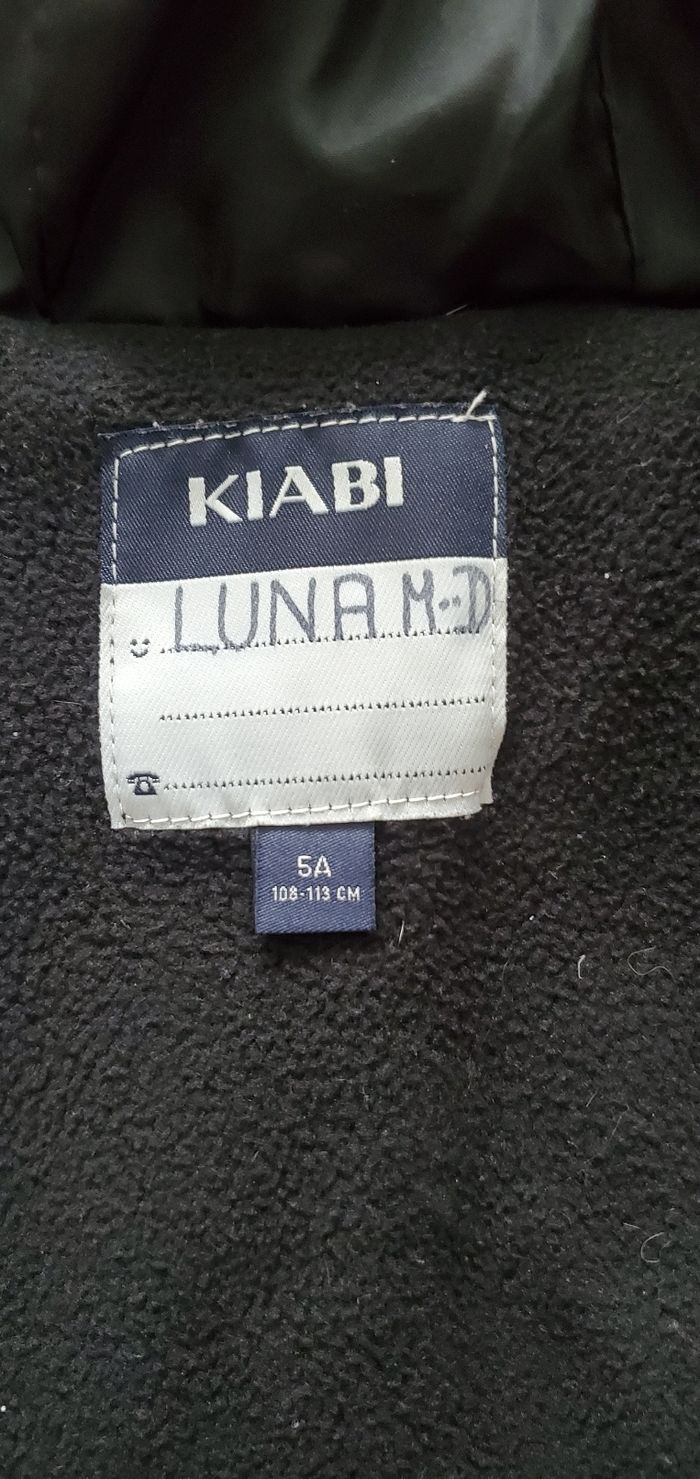 KIABI
LUNA M--D
5A
108-113 CM